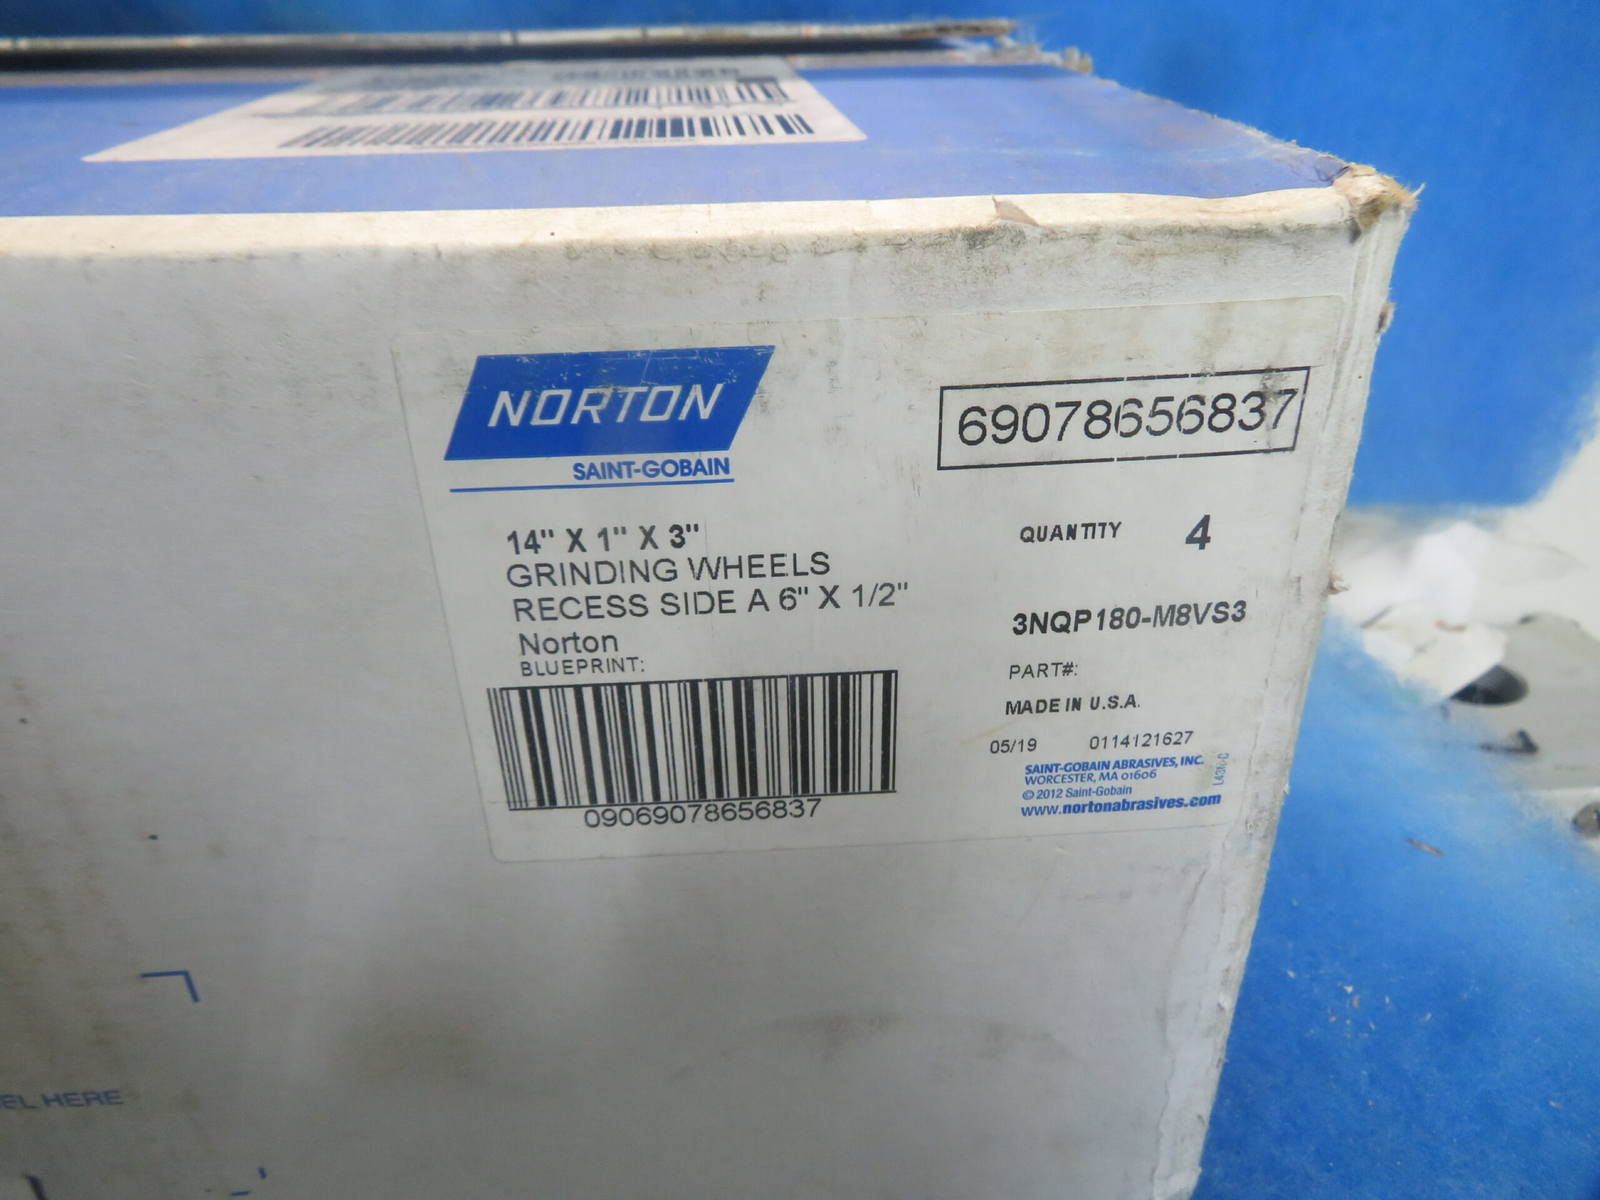 NORTON
SAINT-GOBAIN
69078656837
14" X 1" X 3"
GRINDING WHEELS
RECESS SIDE A 6" X 1/2"
Norton
BLUEPRINT:
09069078656837
QUANTITY 4
3NQP180-M8VS3
PART#:
MADE IN U.S.A.
05/19 0114121627
SAINT-GOBAIN ABRASIVES, INC.
WORCESTER, MA 01606
© 2012 Saint-Gobain
www.nortonabrasives.com
HERE